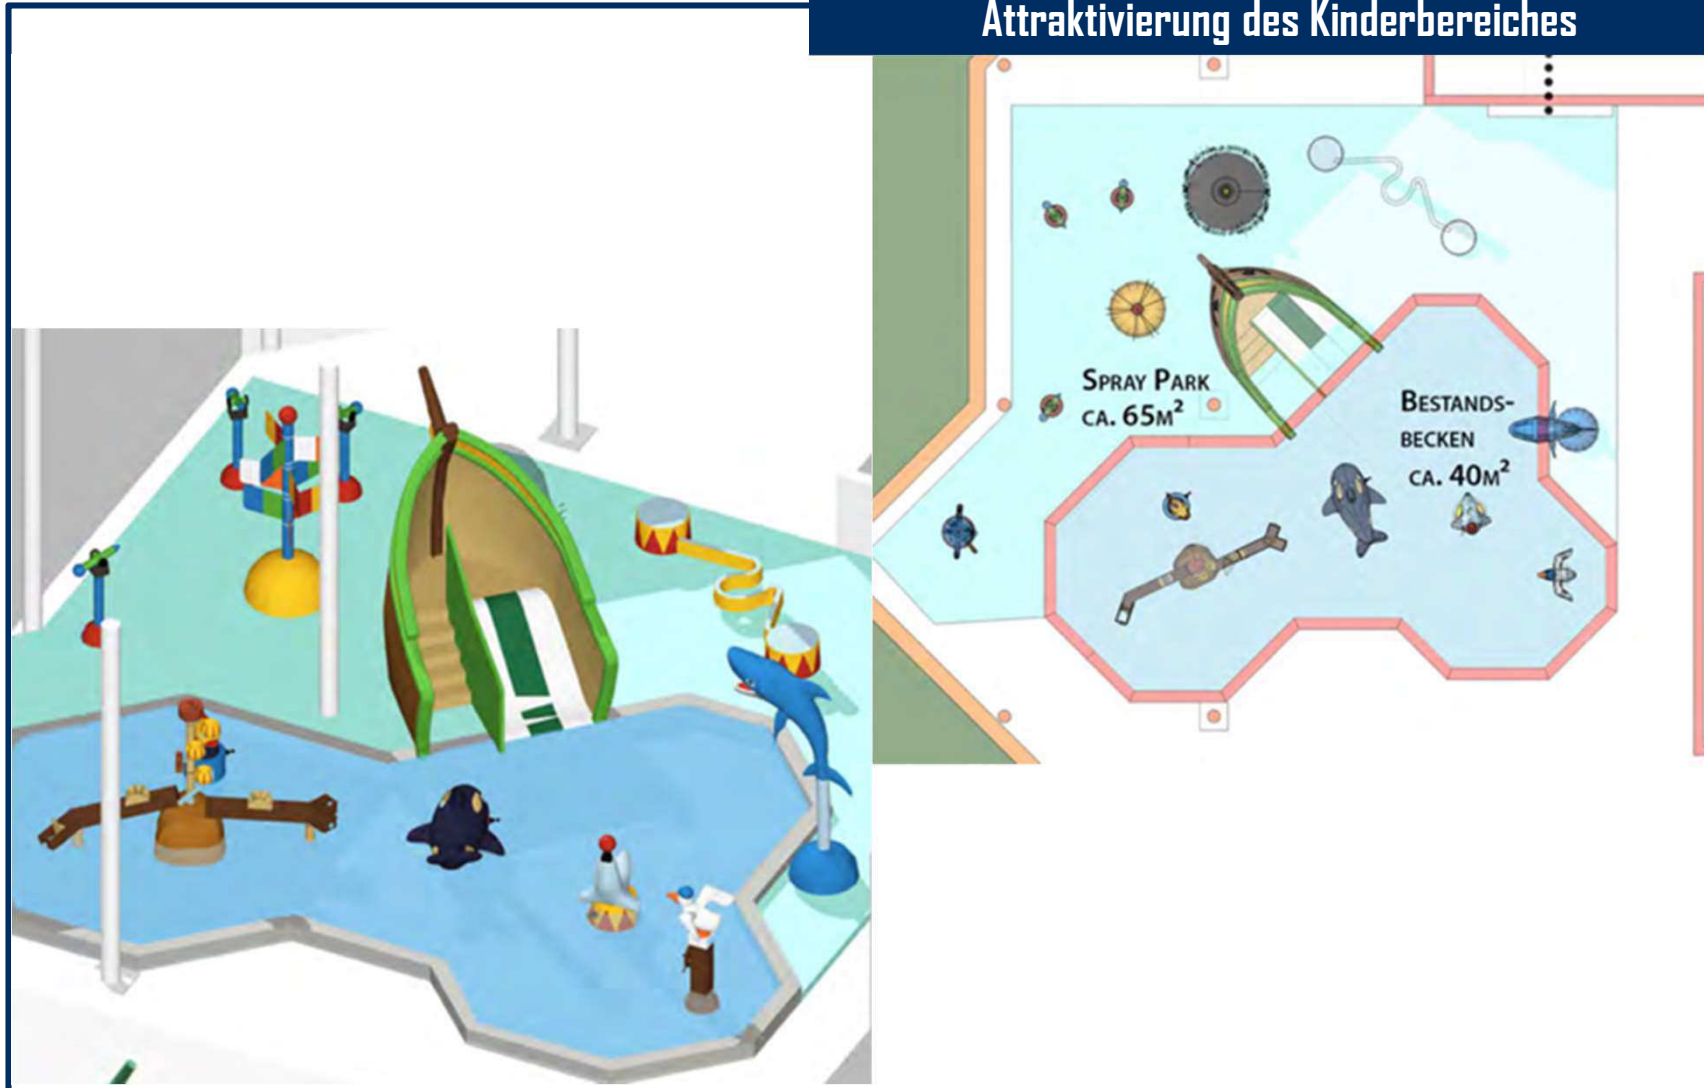 Attraktivierung des Kinderbereiches
SPRAY PARK
CA. 65M²
BESTANDS-
BECKEN
CA. 40M²